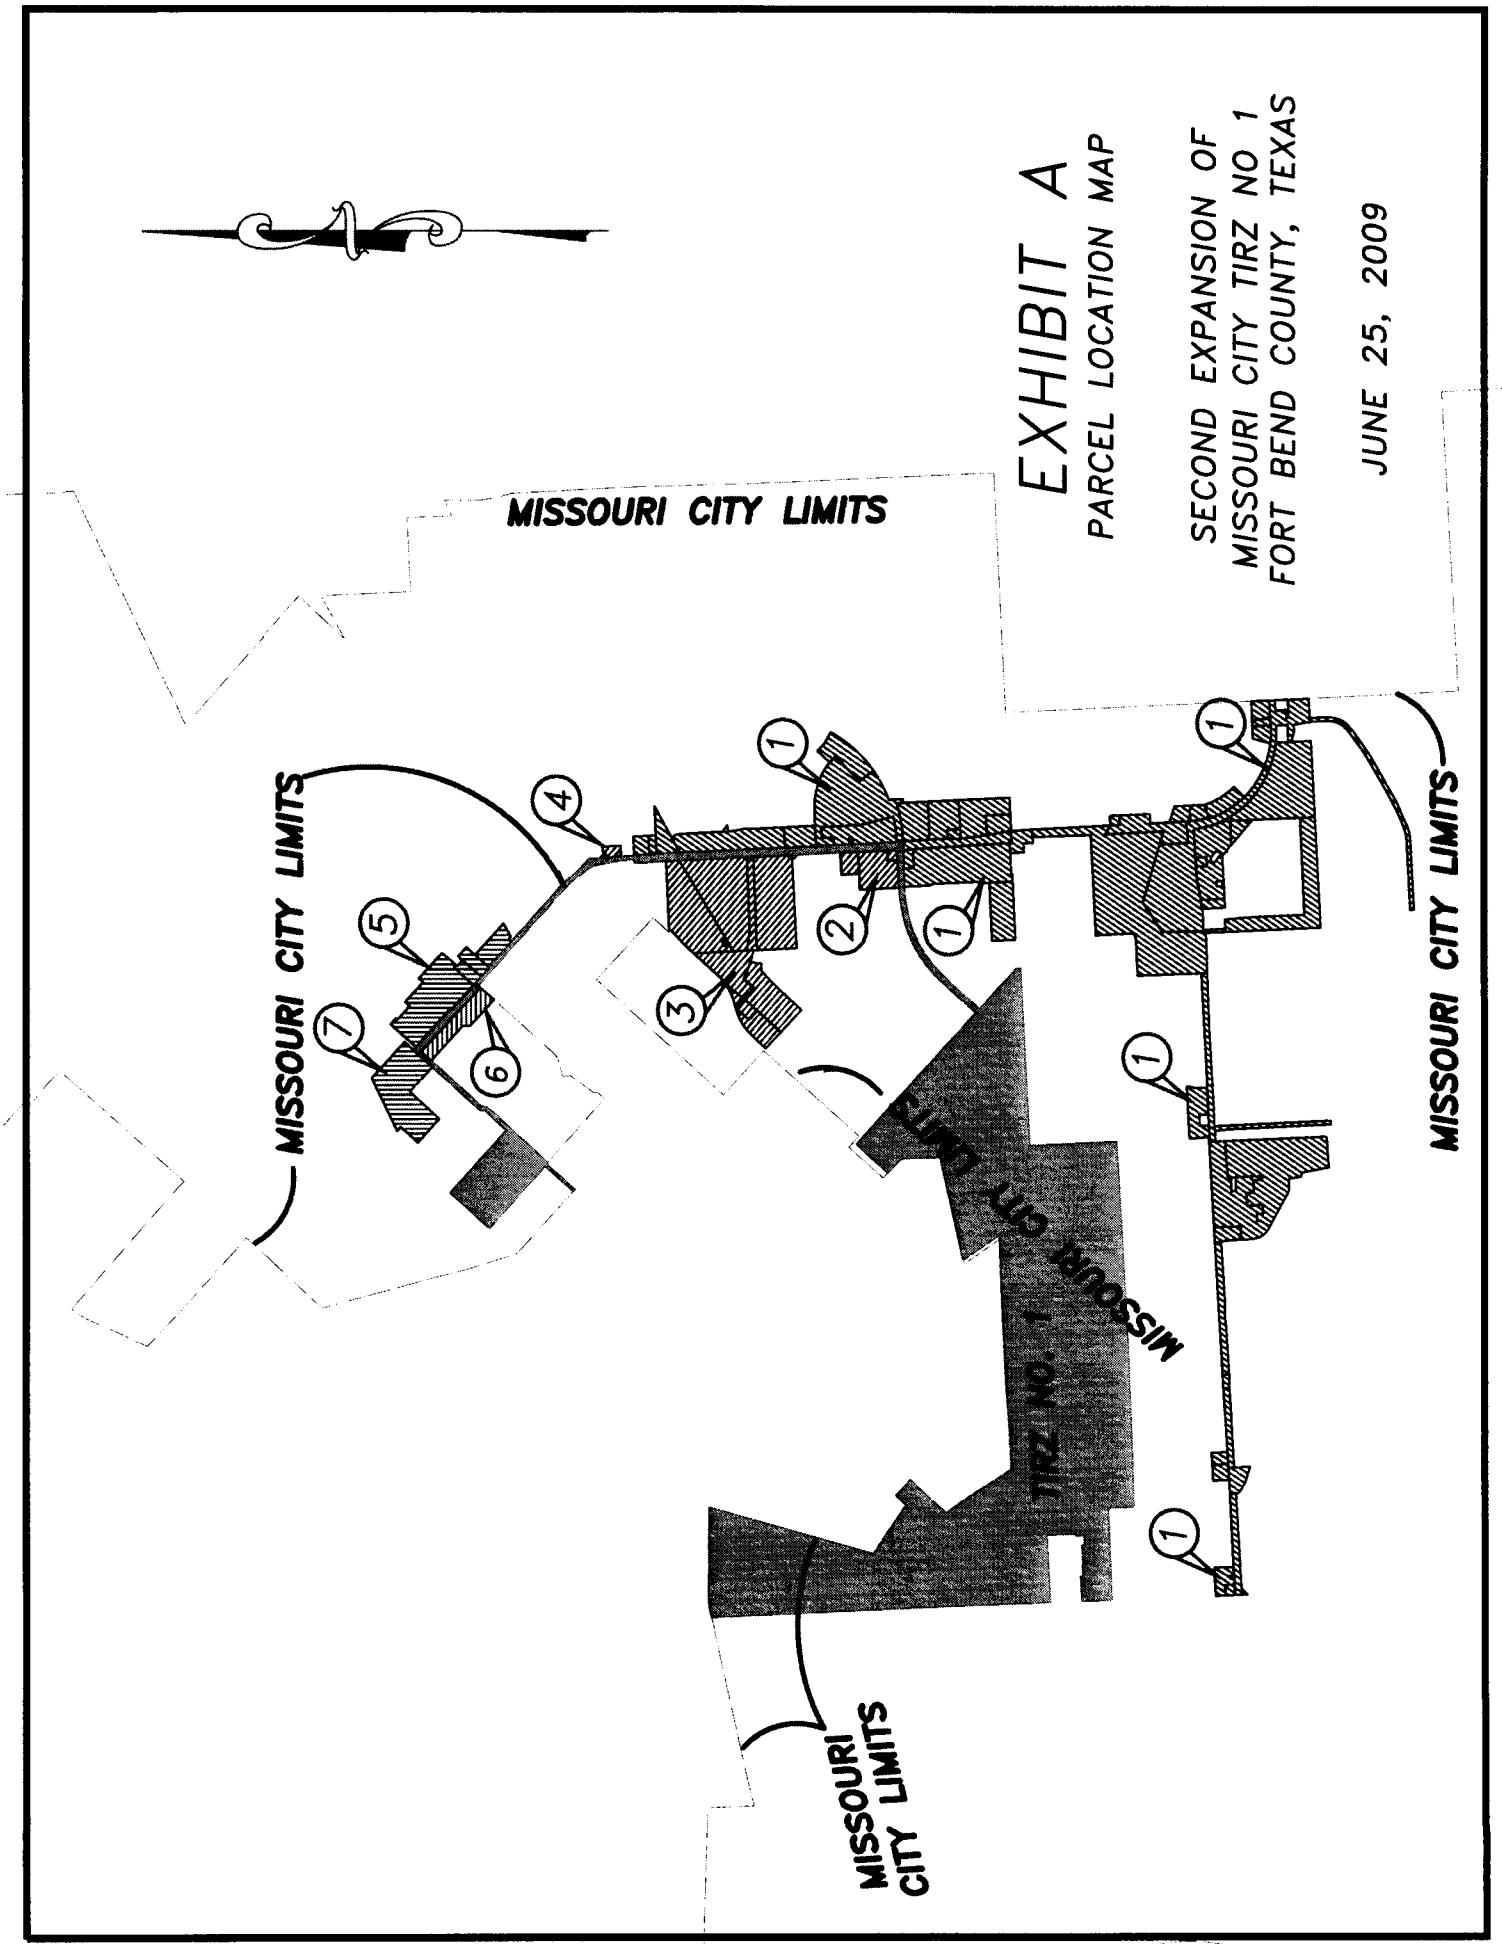 EXHIBIT A
PARCEL LOCATION MAP
SECOND EXPANSION OF
MISSOURI CITY TIRZ NO 1
FORT BEND COUNTY, TEXAS
JUNE 25, 2009
MISSOURI CITY LIMITS
MISSOURI CITY LIMITS
MISSOURI CITY LIMITS
MISSOURI CITY LIMITS
MISSOURI
CITY LIMITS
TIRZ NO. 1
N
7
5
6
4
3
1
2
1
1
1
1